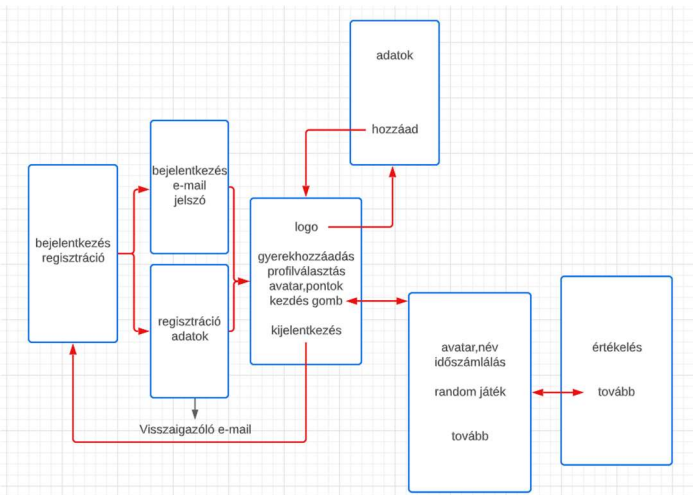 bejelentkezés
regisztráció
bejelentkezés
e-mail
jelszó
regisztráció
adatok
Visszaigazoló e-mail
logo
gyerekhozzáadás
profilválasztás
avatar,pontok
kezdés gomb
kijelentkezés
adatok
hozzáad
avatar,név
időszámlálás
random játék
tovább
értékelés
tovább